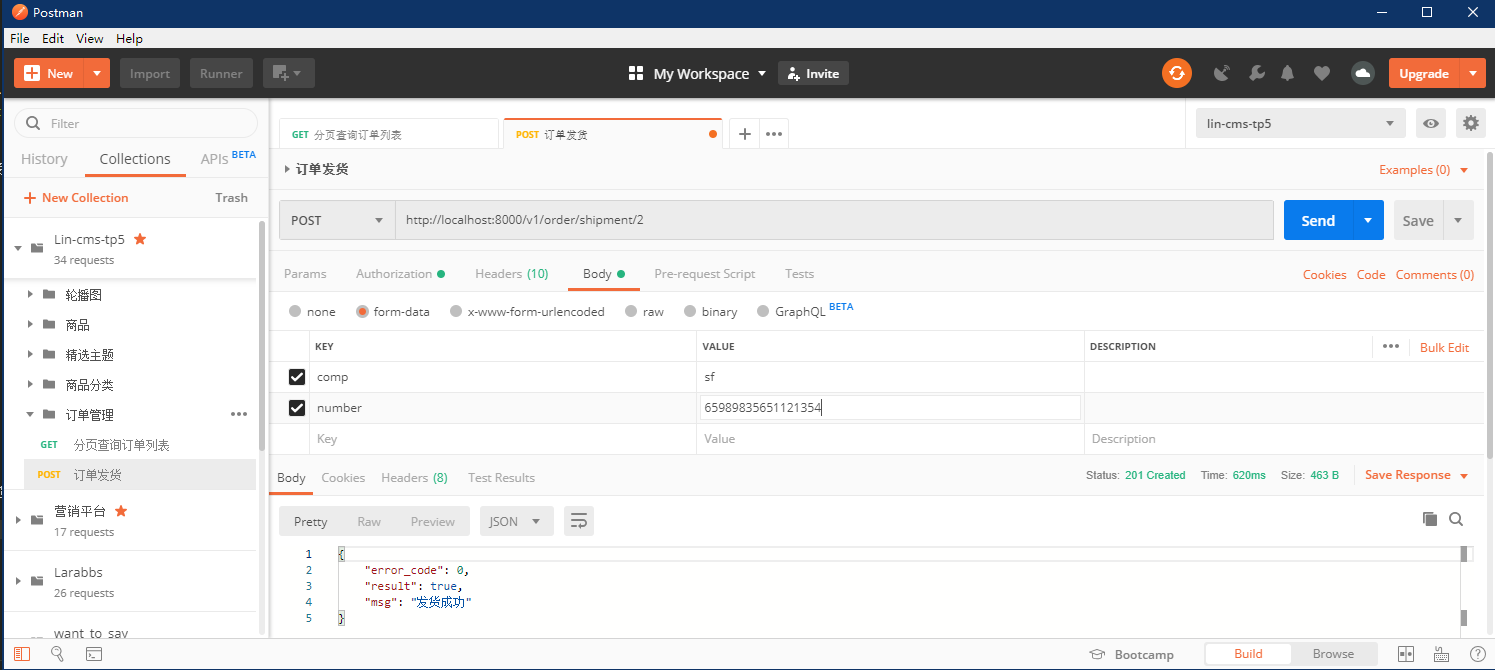 Postman
File Edit View Help
New Import Runner My Workspace Invite Upgrade
Filter
History Collections APIs BETA
New Collection Trash
Lin-cms-tp5
34 requests
轮播图
商品
精选主题
商品分类
订单管理
GET 分页查询订单列表
POST 订单发货
营销平台
17 requests
Larabbs
26 requests
want_to_say
GET 分页查询订单列表 POST 订单发货 lin-cms-tp5
订单发货 Examples (0)
POST http://localhost:8000/v1/order/shipment/2 Send Save
Params Authorization Headers (10) Body Pre-request Script Tests Cookies Code Comments (0)
none form-data x-www-form-urlencoded raw binary GraphQL BETA
KEY VALUE DESCRIPTION Bulk Edit
comp sf
number 65989835651121354
Key Value Description
Body Cookies Headers (8) Test Results Status: 201 Created Time: 620ms Size: 463 B Save Response
Pretty Raw Preview JSON
1 {
2 "error_code": 0,
3 "result": true,
4 "msg": "发货成功"
5 }
Bootcamp Build Browse